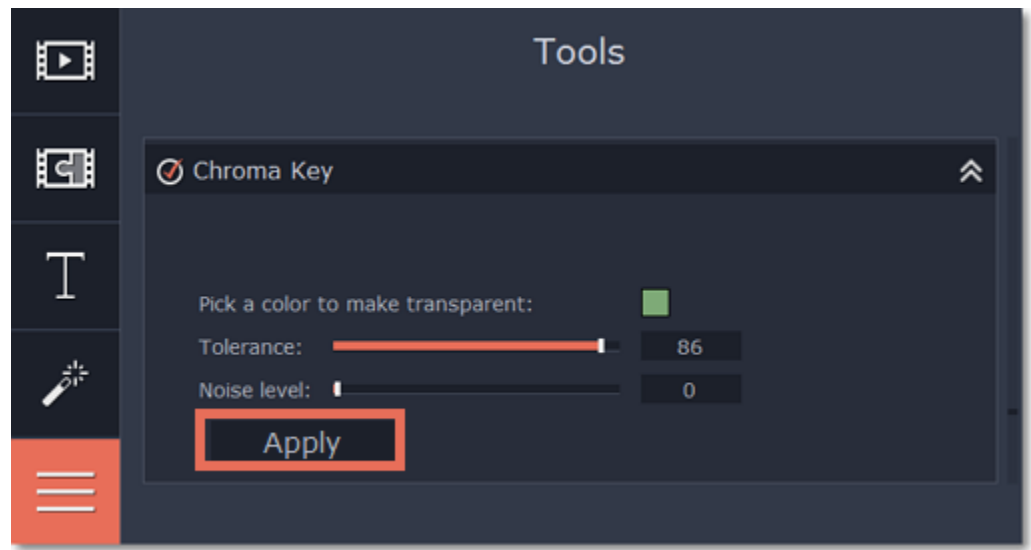 Tools
Chroma Key
T
Pick a color to make transparent:
Tolerance: 86
Noise level: 0
Apply